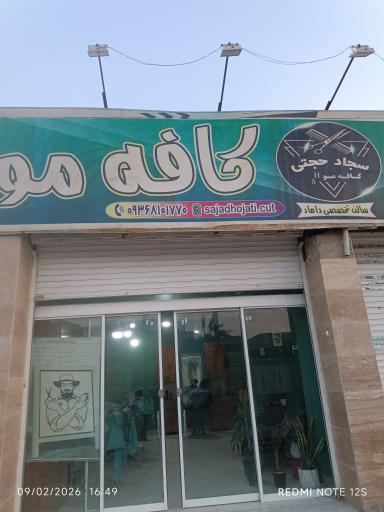 کافه مو
سجاد حجتی
کافه مو
H
S
سالن تخصصی داماد
۰۹۳۶۸۱۰۱۷۷۰
sajadhojati.cut
09/02/2026 16:49
REDMI NOTE 12S